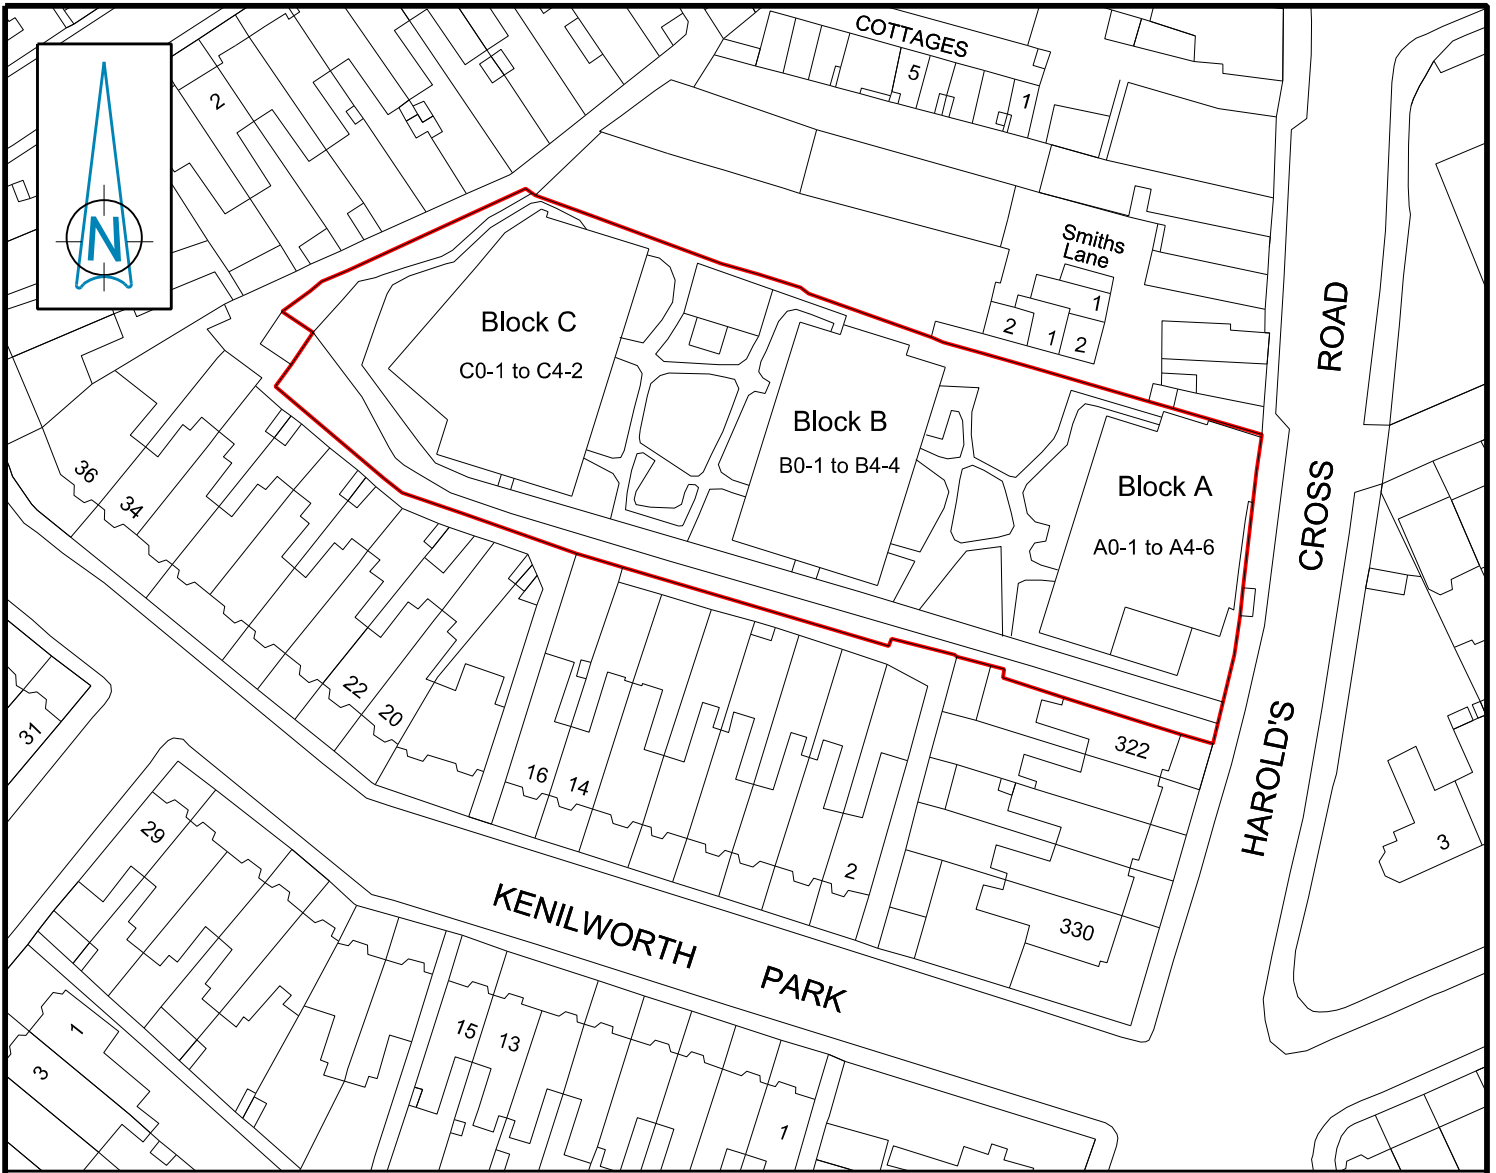 COTTAGES
5
1
2
N
Smiths
Lane
1
2
1
2
ROAD
CROSS
HAROLD'S
Block C
C0-1 to C4-2
Block B
B0-1 to B4-4
Block A
A0-1 to A4-6
36
34
22
20
16
14
2
322
330
3
31
29
KENILWORTH PARK
15
13
1
1
3